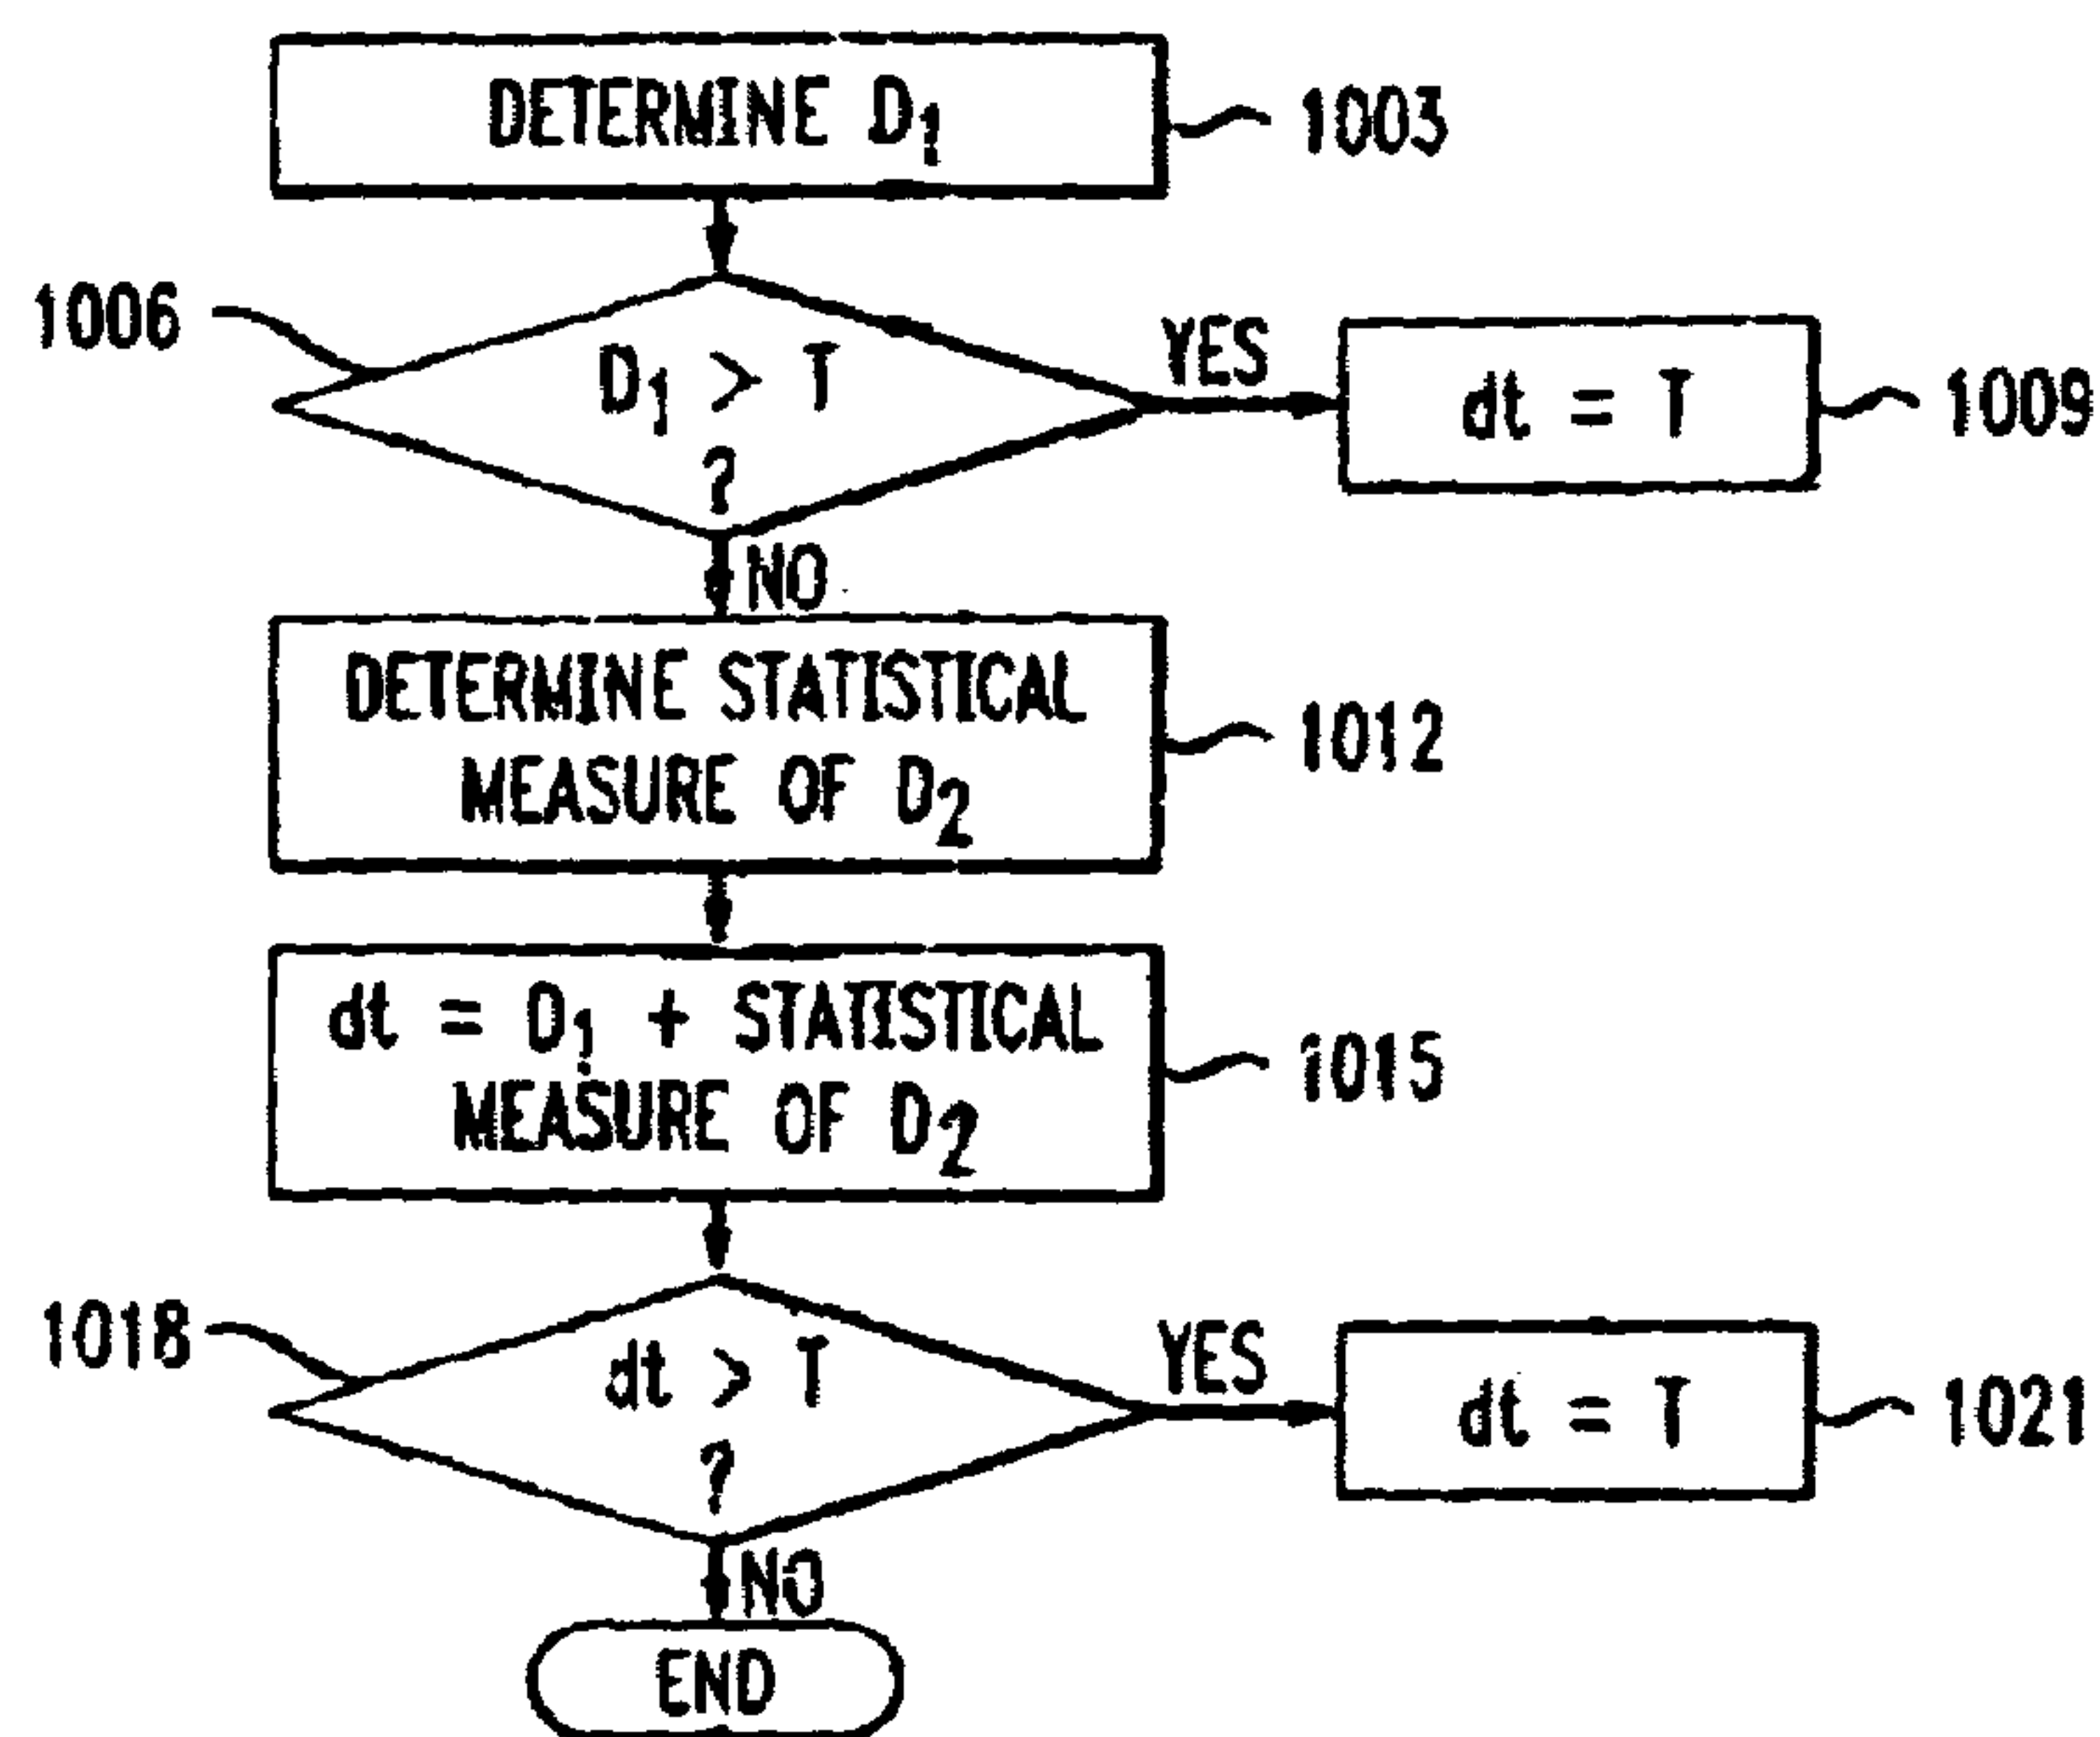 DETERMINE D1
1003
1006
D1 > T
?
YES
dt = T
1009
NO
DETERMINE STATISTICAL
MEASURE OF D2
1012
dt = D1 + STATISTICAL
MEASURE OF D2
1015
1018
dt > T
?
YES
dt = T
1021
NO
END